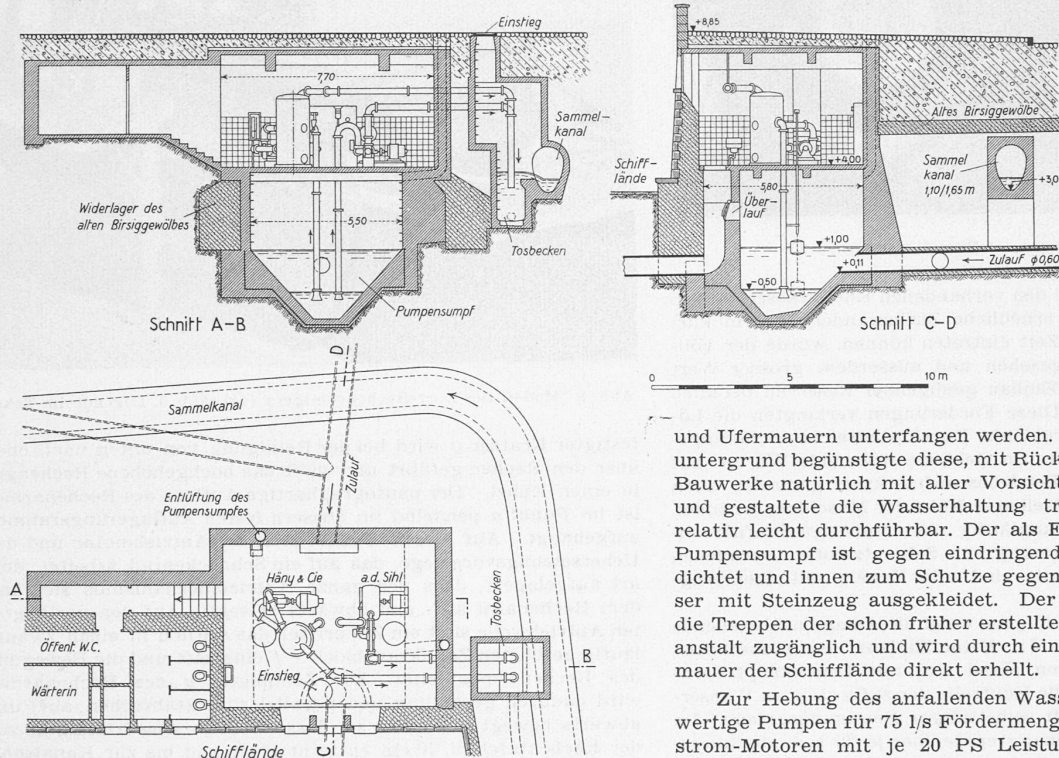 Einstieg
7,70
Sammel-
kanal
Widerlager des
alten Birsiggewölbes
5,50
Tosbecken
Pumpensumpf
Schnitt A-B
+8,85
Altes Birsiggewölbe
Schiff-
lände
+4,00
Sammel
kanal
1,10/1,65 m
+3,0
5,80
Über-
lauf
+1,00
+0,11
Zulauf ϕ0,60
-0,50
Schnitt C-D
0 5 10 m
D
Sammelkanal
Zulauf
Entlüftung d.
Pumpensumpfes
A
Häny & Cie
a.d. Sihl
Tosbecken
Öffentl. W.C.
Wärterin
Einstieg
B
C
Schifflände
und Ufermauern unterfangen werden.
Untergrund begünstigte diese, mit Rück
Bauwerke natürlich mit aller Vorsicht
und gestaltete die Wasserhaltung tr
relativ leicht durchführbar. Der als E
Pumpensumpf ist gegen eindringend
dichtet und innen zum Schutze gegen
ser mit Steinzeug ausgekleidet. Der
die Treppen der schon früher erstellte
anstalt zugänglich und wird durch ein
mauer der Schifflände direkt erhellt.
Zur Hebung des anfallenden Was
wertige Pumpen für 75 l/s Fördermeng
strom-Motoren mit je 20 PS Leistu